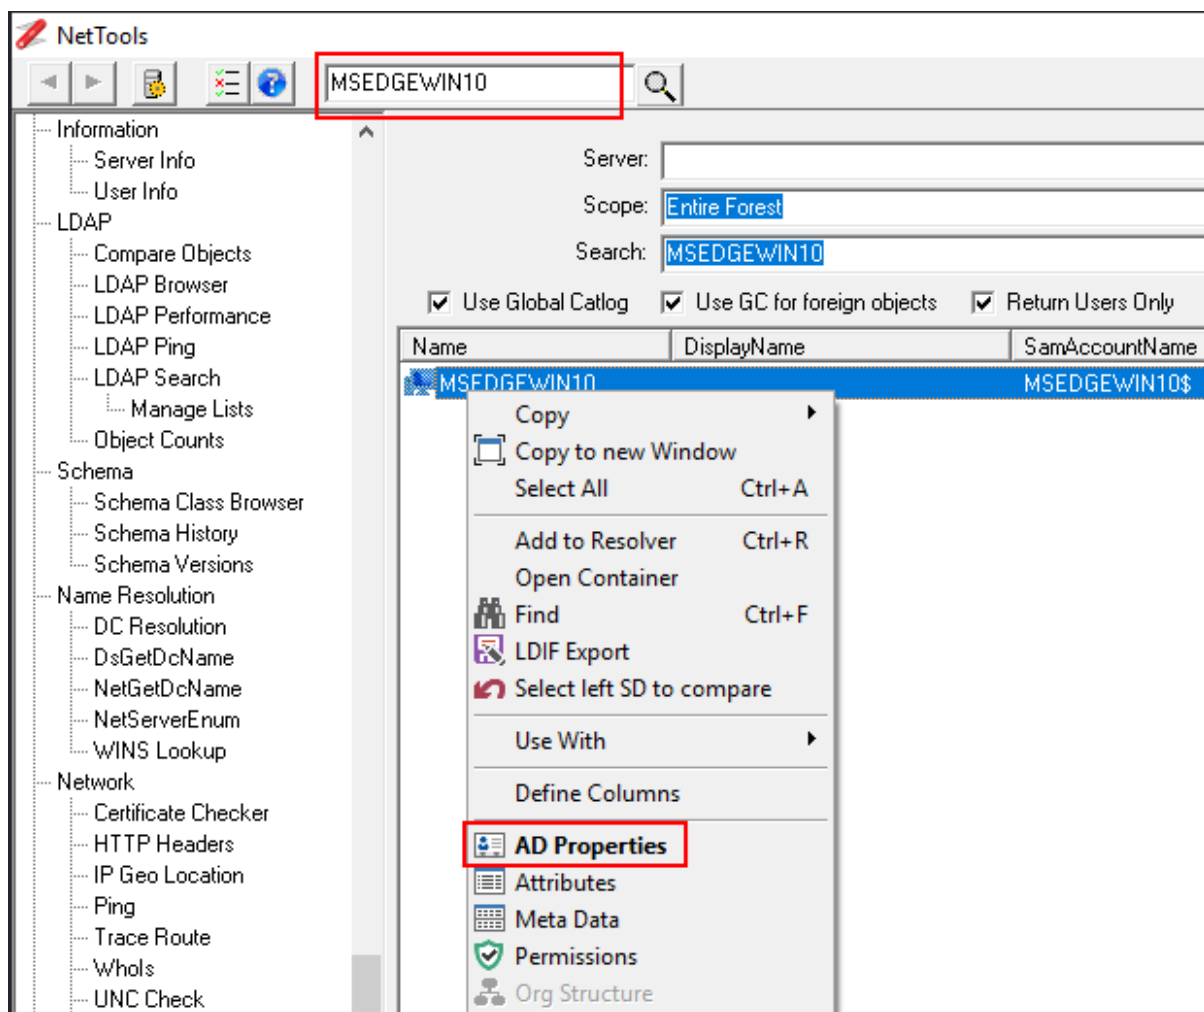 NetTools
MSEDGEWIN10
Information
Server Info
User Info
LDAP
Compare Objects
LDAP Browser
LDAP Performance
LDAP Ping
LDAP Search
Manage Lists
Object Counts
Schema
Schema Class Browser
Schema History
Schema Versions
Name Resolution
DC Resolution
DsGetDcName
NetGetDcName
NetServerEnum
WINS Lookup
Network
Certificate Checker
HTTP Headers
IP Geo Location
Ping
Trace Route
WhoIs
UNC Check
Server:
Scope: Entire Forest
Search: MSEDGEWIN10
Use Global Catlog Use GC for foreign objects Return Users Only
Name DisplayName SamAccountName
MSEDGEWIN10 MSEDGEWIN10$
Copy
Copy to new Window
Select All Ctrl+A
Add to Resolver Ctrl+R
Open Container
Find Ctrl+F
LDIF Export
Select left SD to compare
Use With
Define Columns
AD Properties
Attributes
Meta Data
Permissions
Org Structure